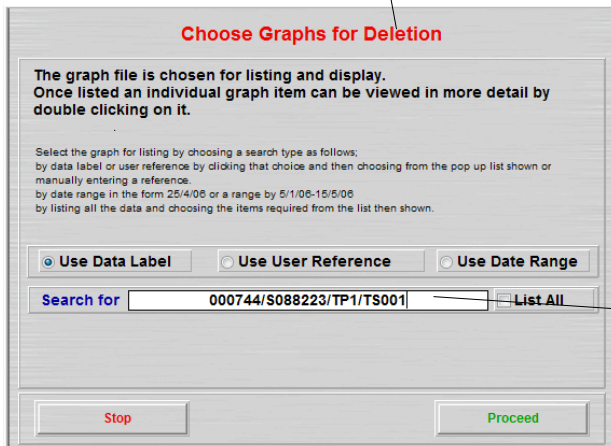 Choose Graphs for Deletion
The graph file is chosen for listing and display.
Once listed an individual graph item can be viewed in more detail by
double clicking on it.
Select the graph for listing by choosing a search type as follows;
by data label or user reference by clicking that choice and then choosing from the pop up list shown or
manually entering a reference.
by date range in the form 25/4/06 or a range by 5/1/06-15/5/06
by listing all the data and choosing the items required from the list then shown.
Use Data Label Use User Reference Use Date Range
Search for 000744/S088223/TP1/TS001 List All
Stop Proceed